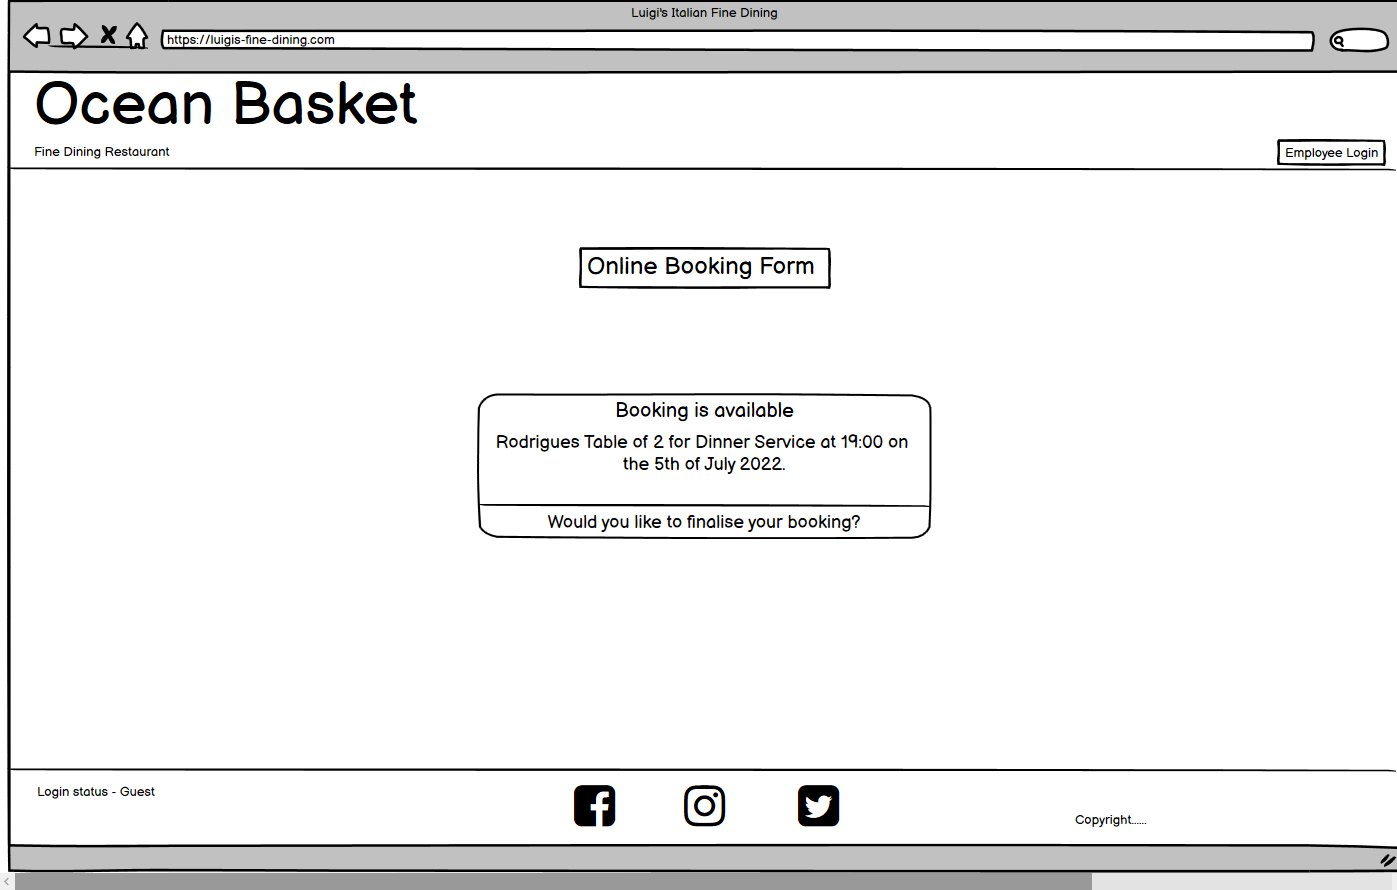 Luigi's Italian Fine Dining
https://luigis-fine-dining.com
Ocean Basket
Fine Dining Restaurant
Employee Login
Online Booking Form
Booking is available
Rodrigues Table of 2 for Dinner Service at 19:00 on
the 5th of July 2022.
Would you like to finalise your booking?
Login status - Guest
Copyright......